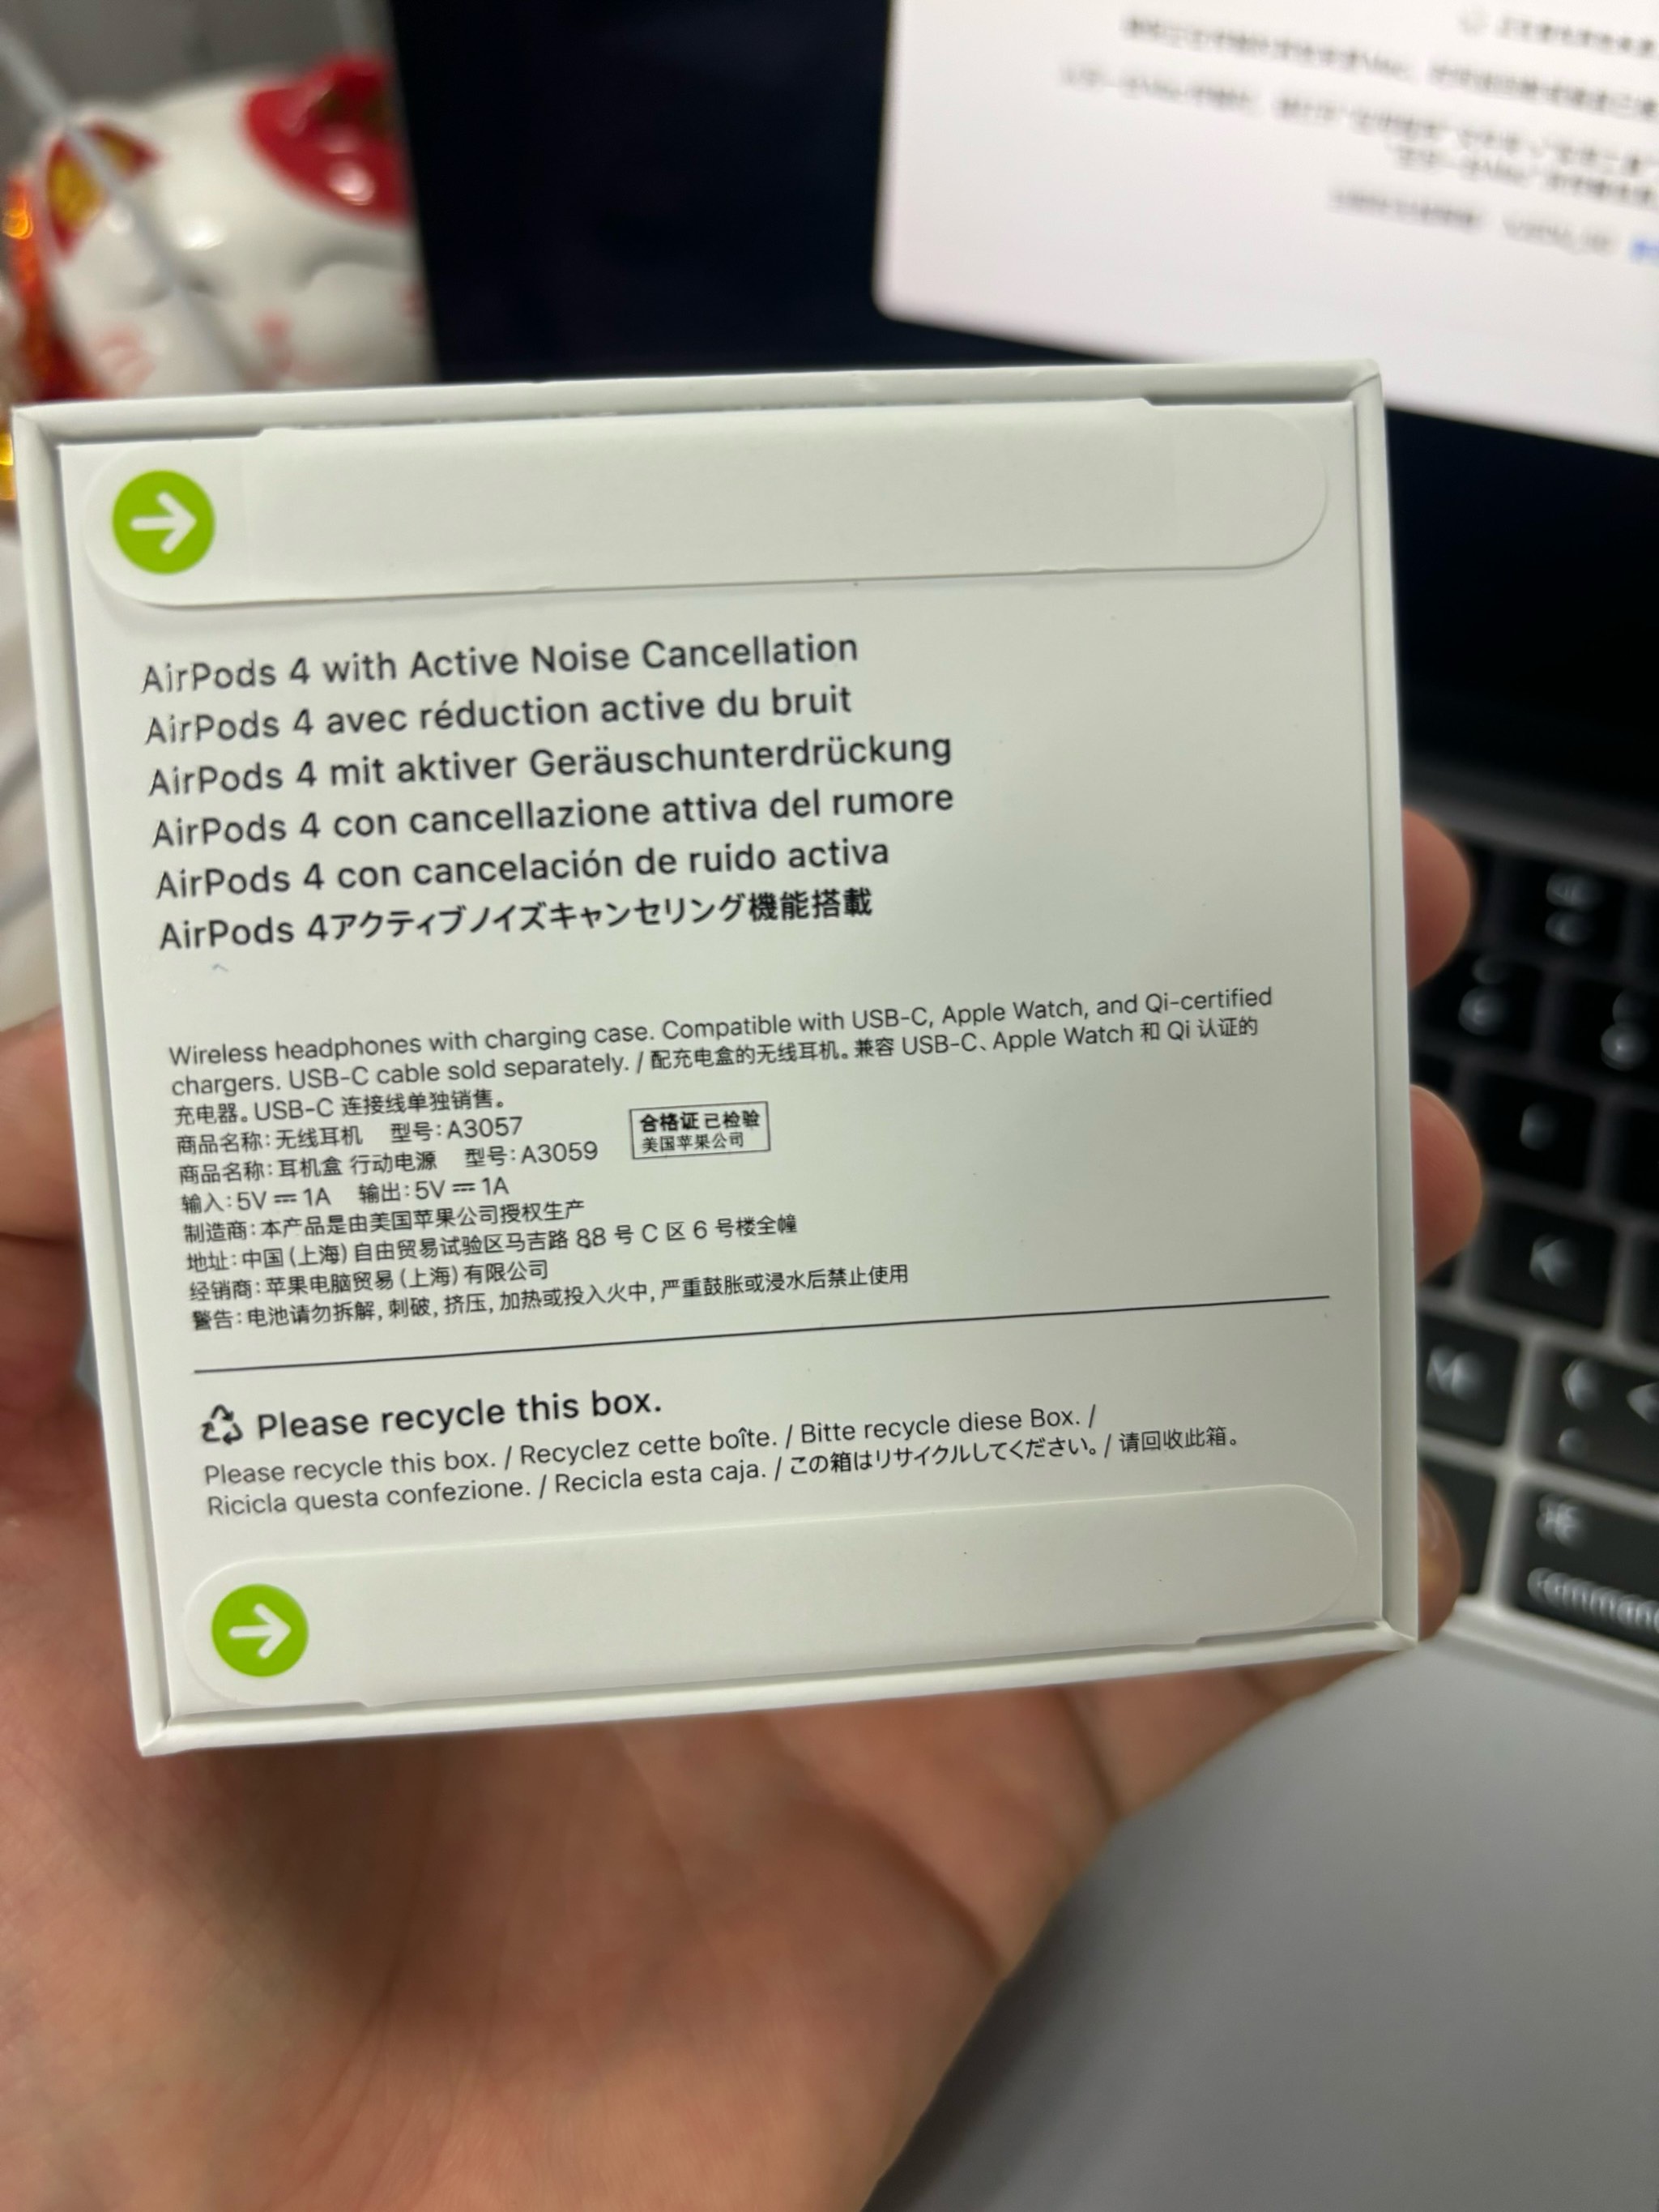 AirPods 4 with Active Noise Cancellation
AirPods 4 avec réduction active du bruit
AirPods 4 mit aktiver Geräuschunterdrückung
AirPods 4 con cancellazione attiva del rumore
AirPods 4 con cancelación de ruido activa
AirPods 4アクティブノイズキャンセリング機能搭載
Wireless headphones with charging case. Compatible with USB-C, Apple Watch, and Qi-certified
chargers. USB-C cable sold separately. / 配充电盒的无线耳机。兼容 USB-C、Apple Watch 和 Qi 认证的
充电器。USB-C 连接线单独销售。
商品名称:无线耳机 型号:A3057
商品名称:耳机盒 行动电源 型号:A3059
合格证 已检验
美国苹果公司
输入:5V⎓1A 输出:5V⎓1A
制造商:本产品是由美国苹果公司授权生产
地址:中国(上海)自由贸易试验区马吉路 88 号 C 区 6 号楼全幢
经销商:苹果电脑贸易(上海)有限公司
警告:电池请勿拆解, 刺破, 挤压, 加热或投入火中, 严重鼓胀或浸水后禁止使用
Please recycle this box.
Please recycle this box. / Recyclez cette boîte. / Bitte recycle diese Box. /
Ricicla questa confezione. / Recicla esta caja. / この箱はリサイクルしてください。/ 请回收此箱。
K
M
command